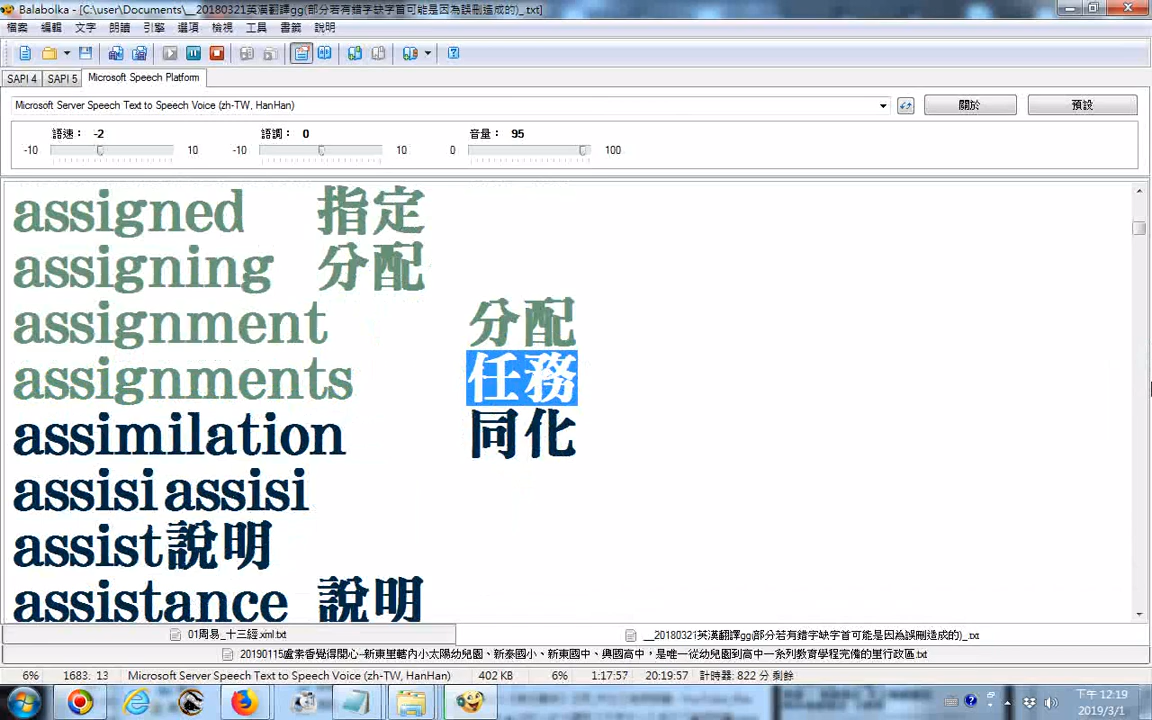 Balabolka - [C:\user\Documents\__20180321英漢翻譯gg(部分若有錯字缺字首可能是因為誤刪造成的)_.txt]
檔案 編輯 文字 朗讀 引擎 選項 檢視 工具 書籤 說明
SAPI 4 SAPI 5 Microsoft Speech Platform
Microsoft Server Speech Text to Speech Voice (zh-TW, HanHan) 關於 預設
語速： -2 語調： 0 音量： 95
-10 10 -10 10 0 100
assigned 指定
assigning 分配
assignment 分配
assignments 任務
assimilation 同化
assisi assisi
assist 說明
assistance 說明
01周易_十三經.xml.txt __20180321英漢翻譯gg(部分若有錯字缺字首可能是因為誤刪造成的)_.txt
20190115盧素香覺得開心--新東里轄內小太陽幼兒園、新泰國小、新東國中、興國高中，是唯一從幼兒園到高中一系列教育學程完備的里行政區.txt
6% 1683: 13 Microsoft Server Speech Text to Speech Voice (zh-TW, HanHan) 402 KB 6% 1:17:57 20:19:57 計時器: 822 分 剩餘
下午 12:19
2019/3/1